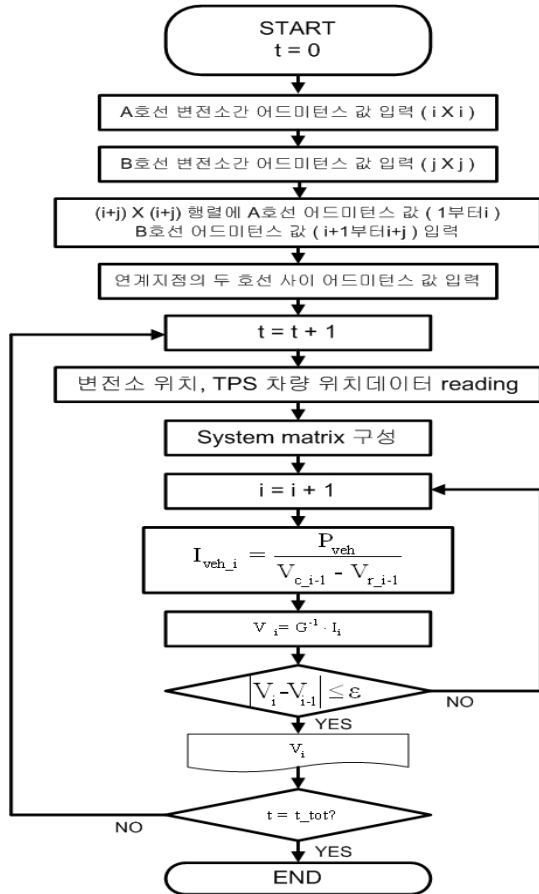 START
t = 0
A호선 변전소간 어드미턴스 값 입력 ( i X i )
B호선 변전소간 어드미턴스 값 입력 ( j X j )
(i+j) X (i+j) 행렬에 A호선 어드미턴스 값 ( 1부터i )
B호선 어드미턴스 값 ( i+1부터i+j ) 입력
연계지점의 두 호선 사이 어드미턴스 값 입력
t = t + 1
변전소 위치, TPS 차량 위치데이터 reading
System matrix 구성
i = i + 1
I_veh_i = P_veh / (V_c_i-1 - V_r_i-1)
V_i = G⁻¹ · I_i
|V_i - V_i-1| ≤ ε
NO
YES
V_i
t = t_tot?
NO
YES
END